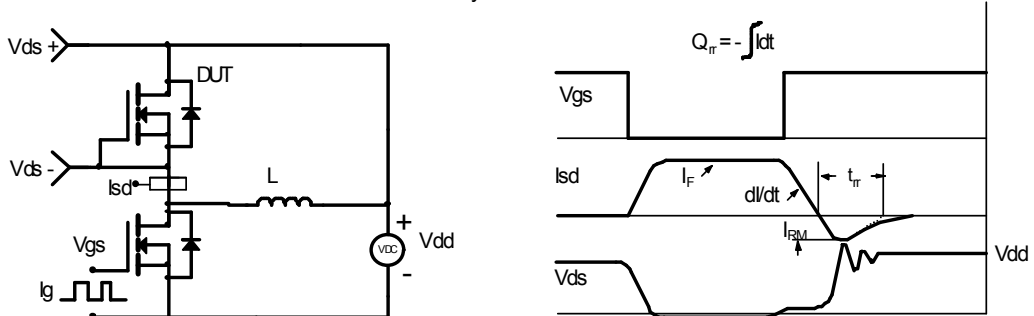 Vds +
DUT
Vds -
Isd
L
Vgs
Ig
VDC
+
-
Vdd
Qrr = - ∫Idt
Vgs
Isd
IF
dI/dt
trr
IRM
Vds
Vdd